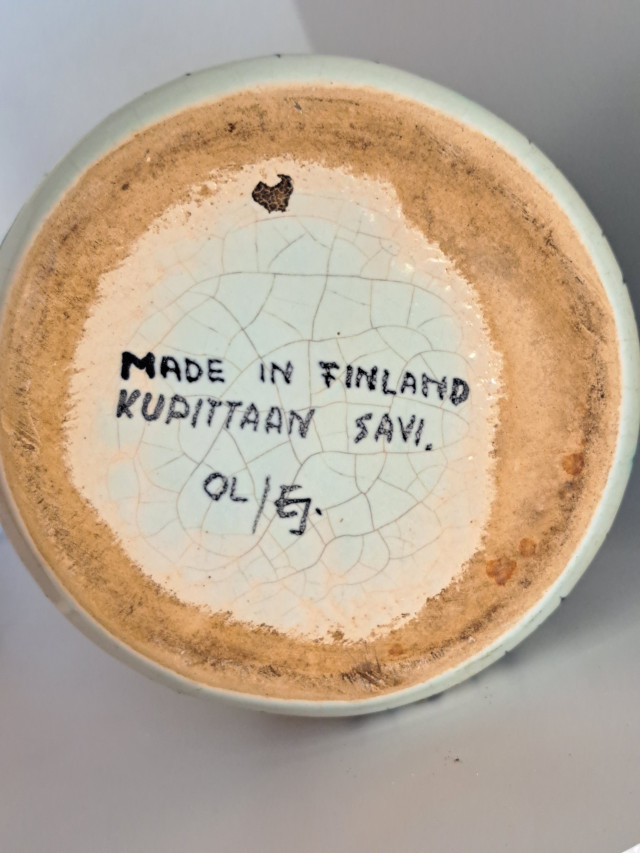 MADE IN FINLAND
KUPITTAAN SAVI.
OL/EJ.